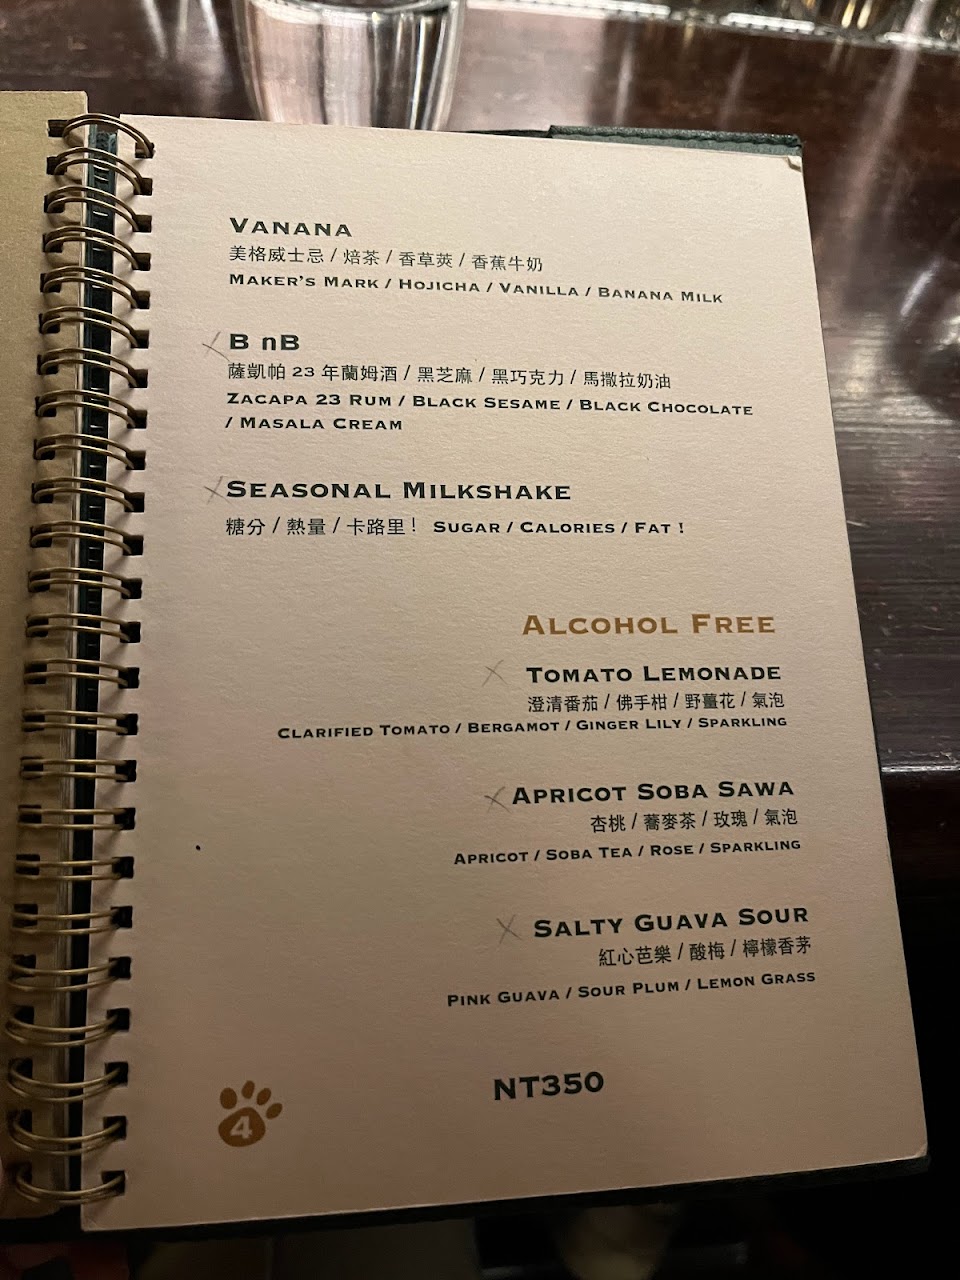 VANANA
美格威士忌 / 焙茶 / 香草莢 / 香蕉牛奶
MAKER'S MARK / HOJICHA / VANILLA / BANANA MILK
B nB
薩凱帕 23 年蘭姆酒 / 黑芝麻 / 黑巧克力 / 馬撒拉奶油
ZACAPA 23 RUM / BLACK SESAME / BLACK CHOCOLATE
/ MASALA CREAM
SEASONAL MILKSHAKE
糖分 / 熱量 / 卡路里! SUGAR / CALORIES / FAT !
ALCOHOL FREE
TOMATO LEMONADE
澄清番茄 / 佛手柑 / 野薑花 / 氣泡
CLARIFIED TOMATO / BERGAMOT / GINGER LILY / SPARKLING
APRICOT SOBA SAWA
杏桃 / 蕎麥茶 / 玫瑰 / 氣泡
APRICOT / SOBA TEA / ROSE / SPARKLING
SALTY GUAVA SOUR
紅心芭樂 / 酸梅 / 檸檬香茅
PINK GUAVA / SOUR PLUM / LEMON GRASS
NT350
4